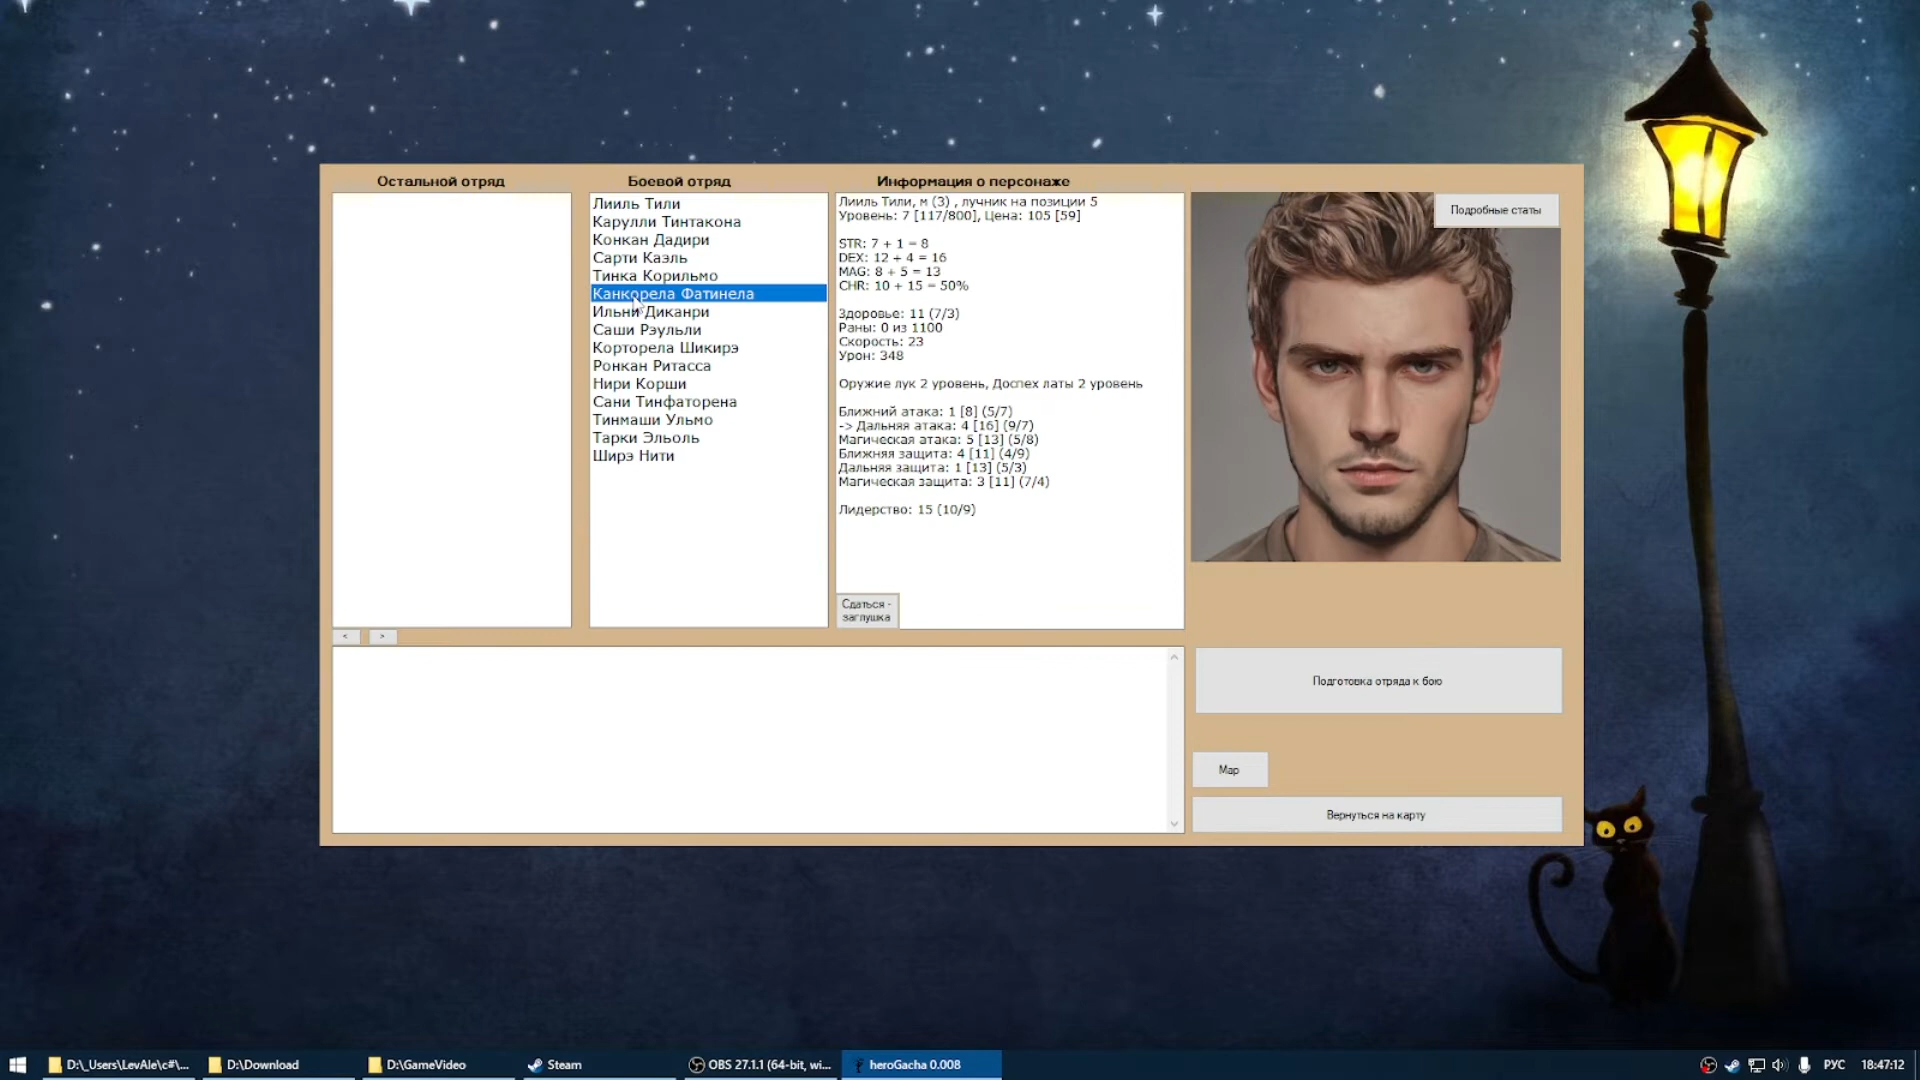 Остальной отряд
Боевой отряд
Информация о персонаже
Лииль Тили
Карулли Тинтакона
Конкан Дадири
Сарти Каэль
Тинка Корильмо
Канкорела Фатинела
Ильни Диканри
Саши Рэульли
Корторела Шикирэ
Ронкан Ритасса
Нири Корши
Сани Тинфаторена
Тинмаши Ульмо
Тарки Эльоль
Ширэ Нити
Лииль Тили, м (3) , лучник на позиции 5
Уровень: 7 [117/800], Цена: 105 [59]
STR: 7 + 1 = 8
DEX: 12 + 4 = 16
MAG: 8 + 5 = 13
CHR: 10 + 15 = 50%
Здоровье: 11 (7/3)
Раны: 0 из 1100
Скорость: 23
Урон: 348
Оружие лук 2 уровень, Доспех латы 2 уровень
Ближний атака: 1 [8] (5/7)
-> Дальняя атака: 4 [16] (9/7)
Магическая атака: 5 [13] (5/8)
Ближняя защита: 4 [11] (4/9)
Дальняя защита: 1 [13] (5/3)
Магическая защита: 3 [11] (7/4)
Лидерство: 15 (10/9)
Сдаться -
заглушка
Подробные статы
< >
Подготовка отряда к бою
Map
Вернуться на карту
D:\_Users\LevAle\c#\...
D:\Download
D:\GameVideo
Steam
OBS 27.1.1 (64-bit, wi...
heroGacha 0.008
РУС
18:47:12